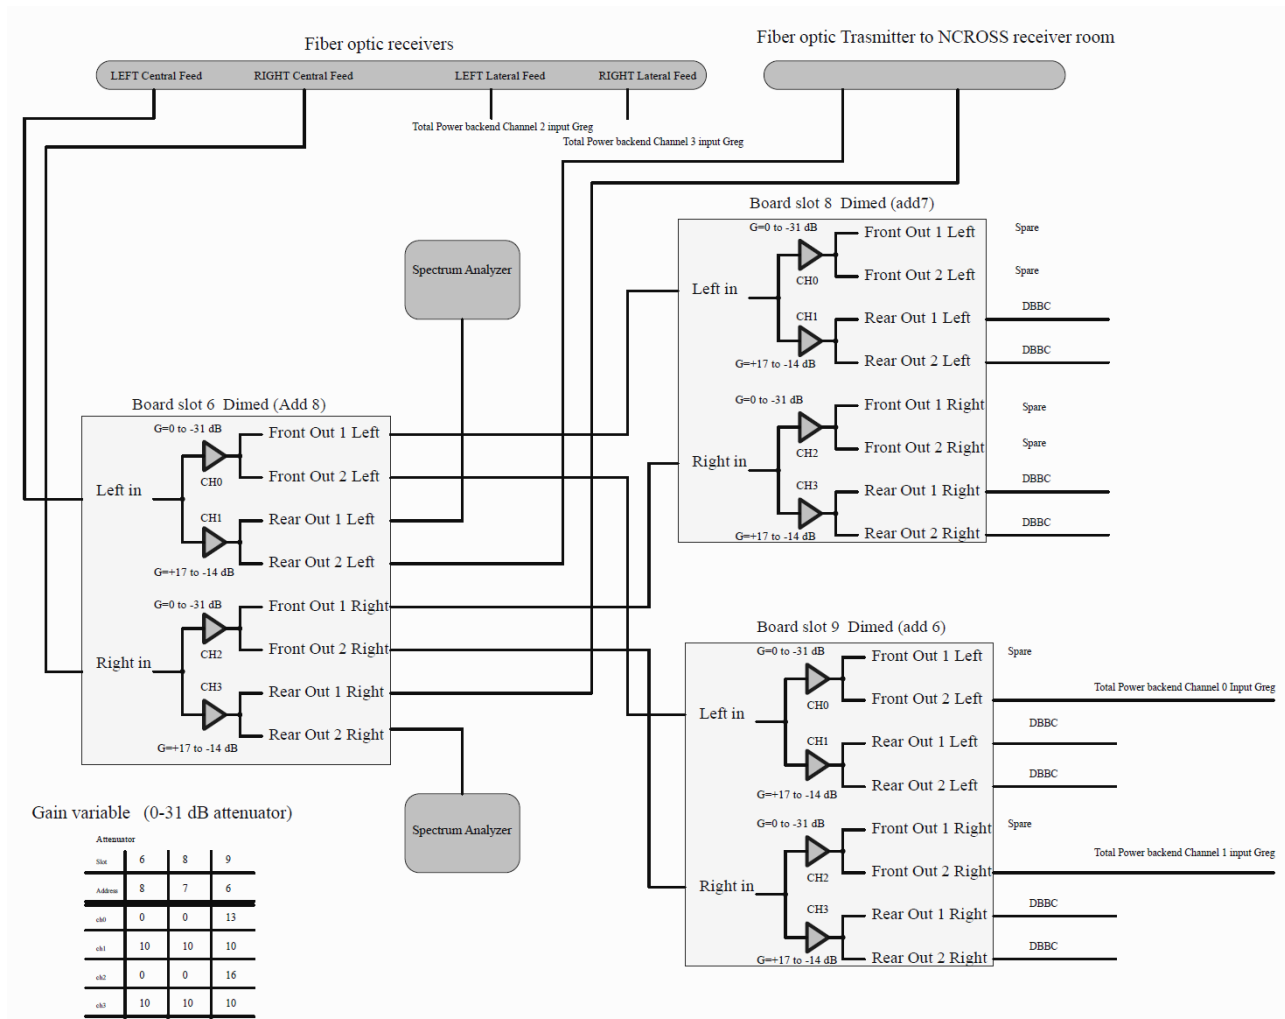 Fiber optic receivers
Fiber optic Trasmitter to NCROSS receiver room
LEFT Central Feed
RIGHT Central Feed
LEFT Lateral Feed
RIGHT Lateral Feed
Total Power backend Channel 2 input Greg
Total Power backend Channel 3 input Greg
Spectrum Analyzer
Board slot 8 Dimed (add7)
G=0 to -31 dB
Front Out 1 Left
Spare
CH0
Front Out 2 Left
Spare
Left in
CH1
Rear Out 1 Left
DBBC
G=+17 to -14 dB
Rear Out 2 Left
DBBC
G=0 to -31 dB
Front Out 1 Right
Spare
CH2
Front Out 2 Right
Spare
Right in
CH3
Rear Out 1 Right
DBBC
G=+17 to -14 dB
Rear Out 2 Right
DBBC
Board slot 6 Dimed (Add 8)
G=0 to -31 dB
Front Out 1 Left
CH0
Front Out 2 Left
Left in
CH1
Rear Out 1 Left
G=+17 to -14 dB
Rear Out 2 Left
G=0 to -31 dB
Front Out 1 Right
CH2
Front Out 2 Right
Right in
CH3
Rear Out 1 Right
G=+17 to -14 dB
Rear Out 2 Right
Board slot 9 Dimed (add 6)
G=0 to -31 dB
Front Out 1 Left
Spare
CH0
Front Out 2 Left
Total Power backend Channel 0 Input Greg
Left in
CH1
Rear Out 1 Left
DBBC
G=+17 to -14 dB
Rear Out 2 Left
DBBC
G=0 to -31 dB
Front Out 1 Right
Spare
CH2
Front Out 2 Right
Total Power backend Channel 1 input Greg
Right in
CH3
Rear Out 1 Right
DBBC
G=+17 to -14 dB
Rear Out 2 Right
DBBC
Spectrum Analyzer
Gain variable (0-31 dB attenuator)
Attenuator
Slot 6 8 9
Address 8 7 6
ch0 0 0 13
ch1 10 10 10
ch2 0 0 16
ch3 10 10 10